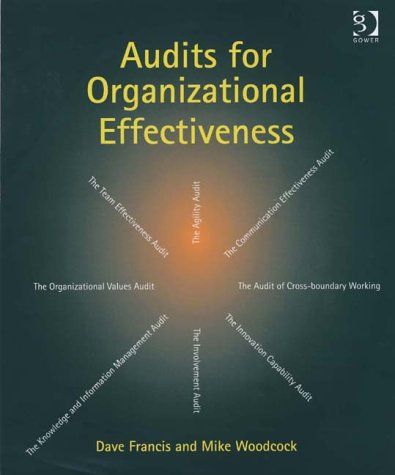 GOWER
Audits for
Organizational
Effectiveness
The Team Effectiveness Audit
The Agility Audit
The Communication Effectiveness Audit
The Organizational Values Audit
The Audit of Cross-boundary Working
The Knowledge and Information Management Audit
The Involvement Audit
The Innovation Capability Audit
Dave Francis and Mike Woodcock